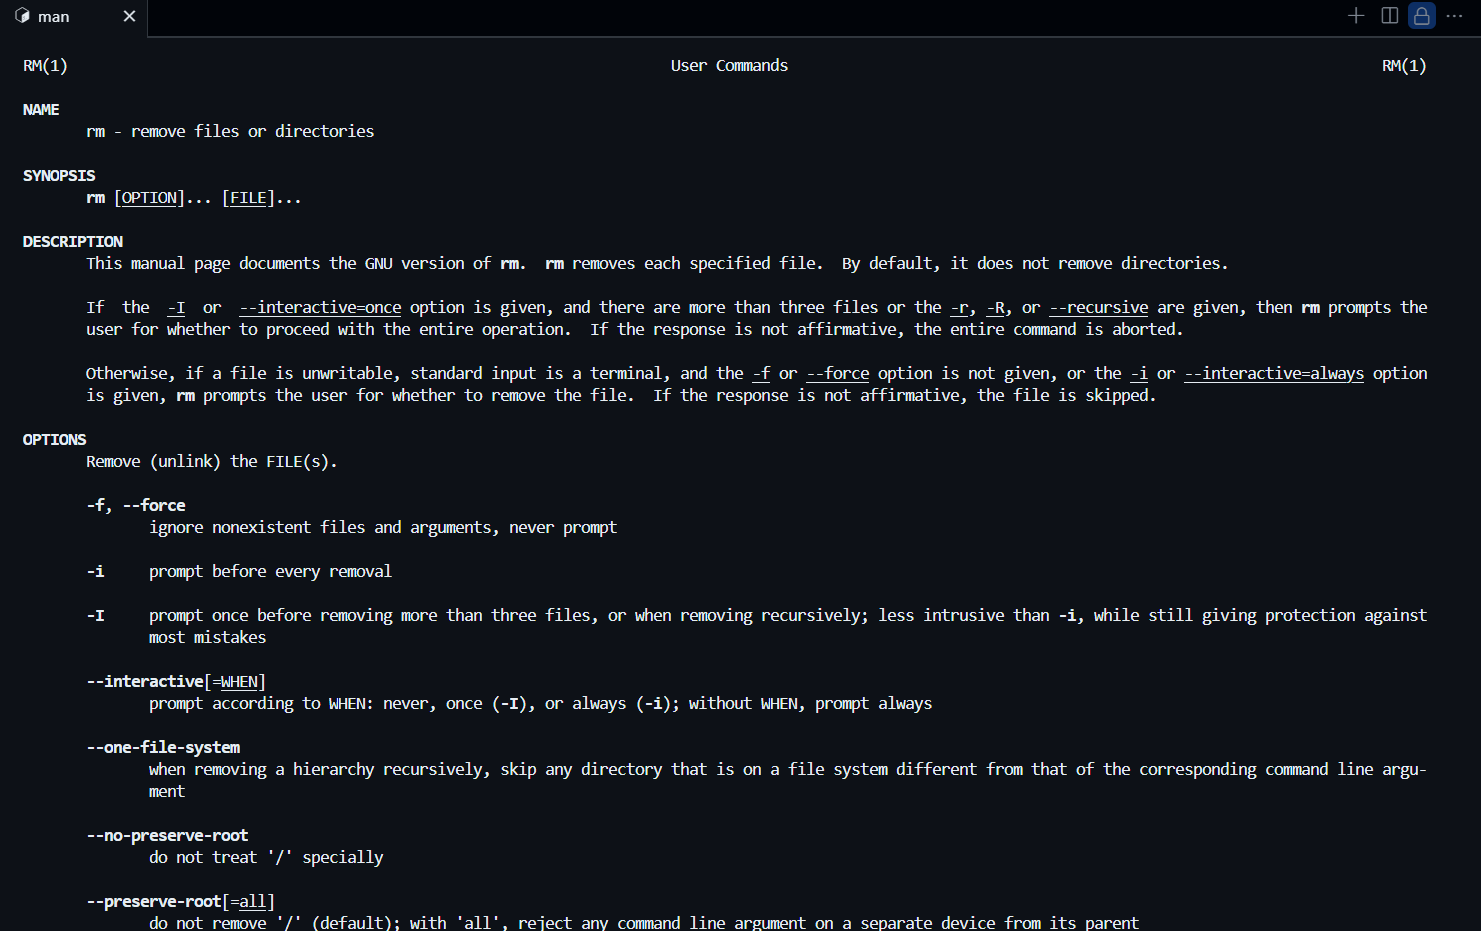 man
RM(1) User Commands RM(1)
NAME
rm - remove files or directories
SYNOPSIS
rm [OPTION]... [FILE]...
DESCRIPTION
This manual page documents the GNU version of rm. rm removes each specified file. By default, it does not remove directories.
If the -I or --interactive=once option is given, and there are more than three files or the -r, -R, or --recursive are given, then rm prompts the
user for whether to proceed with the entire operation. If the response is not affirmative, the entire command is aborted.
Otherwise, if a file is unwritable, standard input is a terminal, and the -f or --force option is not given, or the -i or --interactive=always option
is given, rm prompts the user for whether to remove the file. If the response is not affirmative, the file is skipped.
OPTIONS
Remove (unlink) the FILE(s).
-f, --force
ignore nonexistent files and arguments, never prompt
-i prompt before every removal
-I prompt once before removing more than three files, or when removing recursively; less intrusive than -i, while still giving protection against
most mistakes
--interactive[=WHEN]
prompt according to WHEN: never, once (-I), or always (-i); without WHEN, prompt always
--one-file-system
when removing a hierarchy recursively, skip any directory that is on a file system different from that of the corresponding command line argu-
ment
--no-preserve-root
do not treat '/' specially
--preserve-root[=all]
do not remove '/' (default); with 'all', reject any command line argument on a separate device from its parent